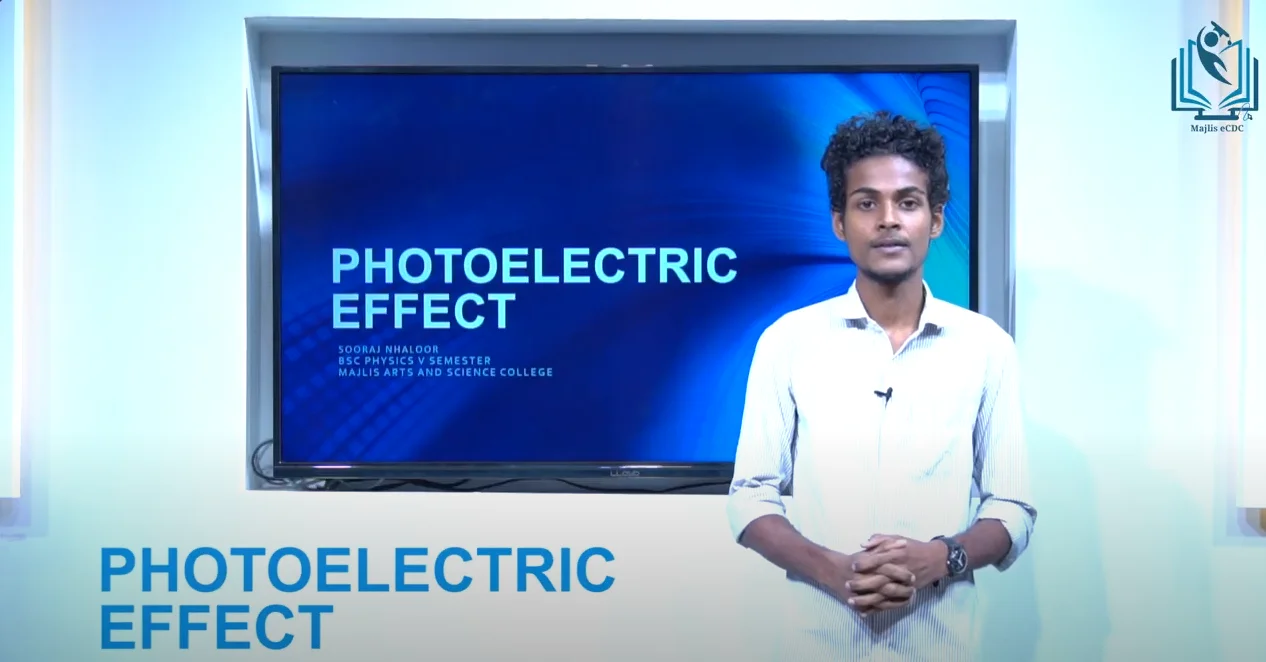 PHOTOELECTRIC
EFFECT
SOORAJ NHALOOR
BSC PHYSICS V SEMESTER
MAJLIS ARTS AND SCIENCE COLLEGE
Majlis eCDC
PHOTOELECTRIC
EFFECT